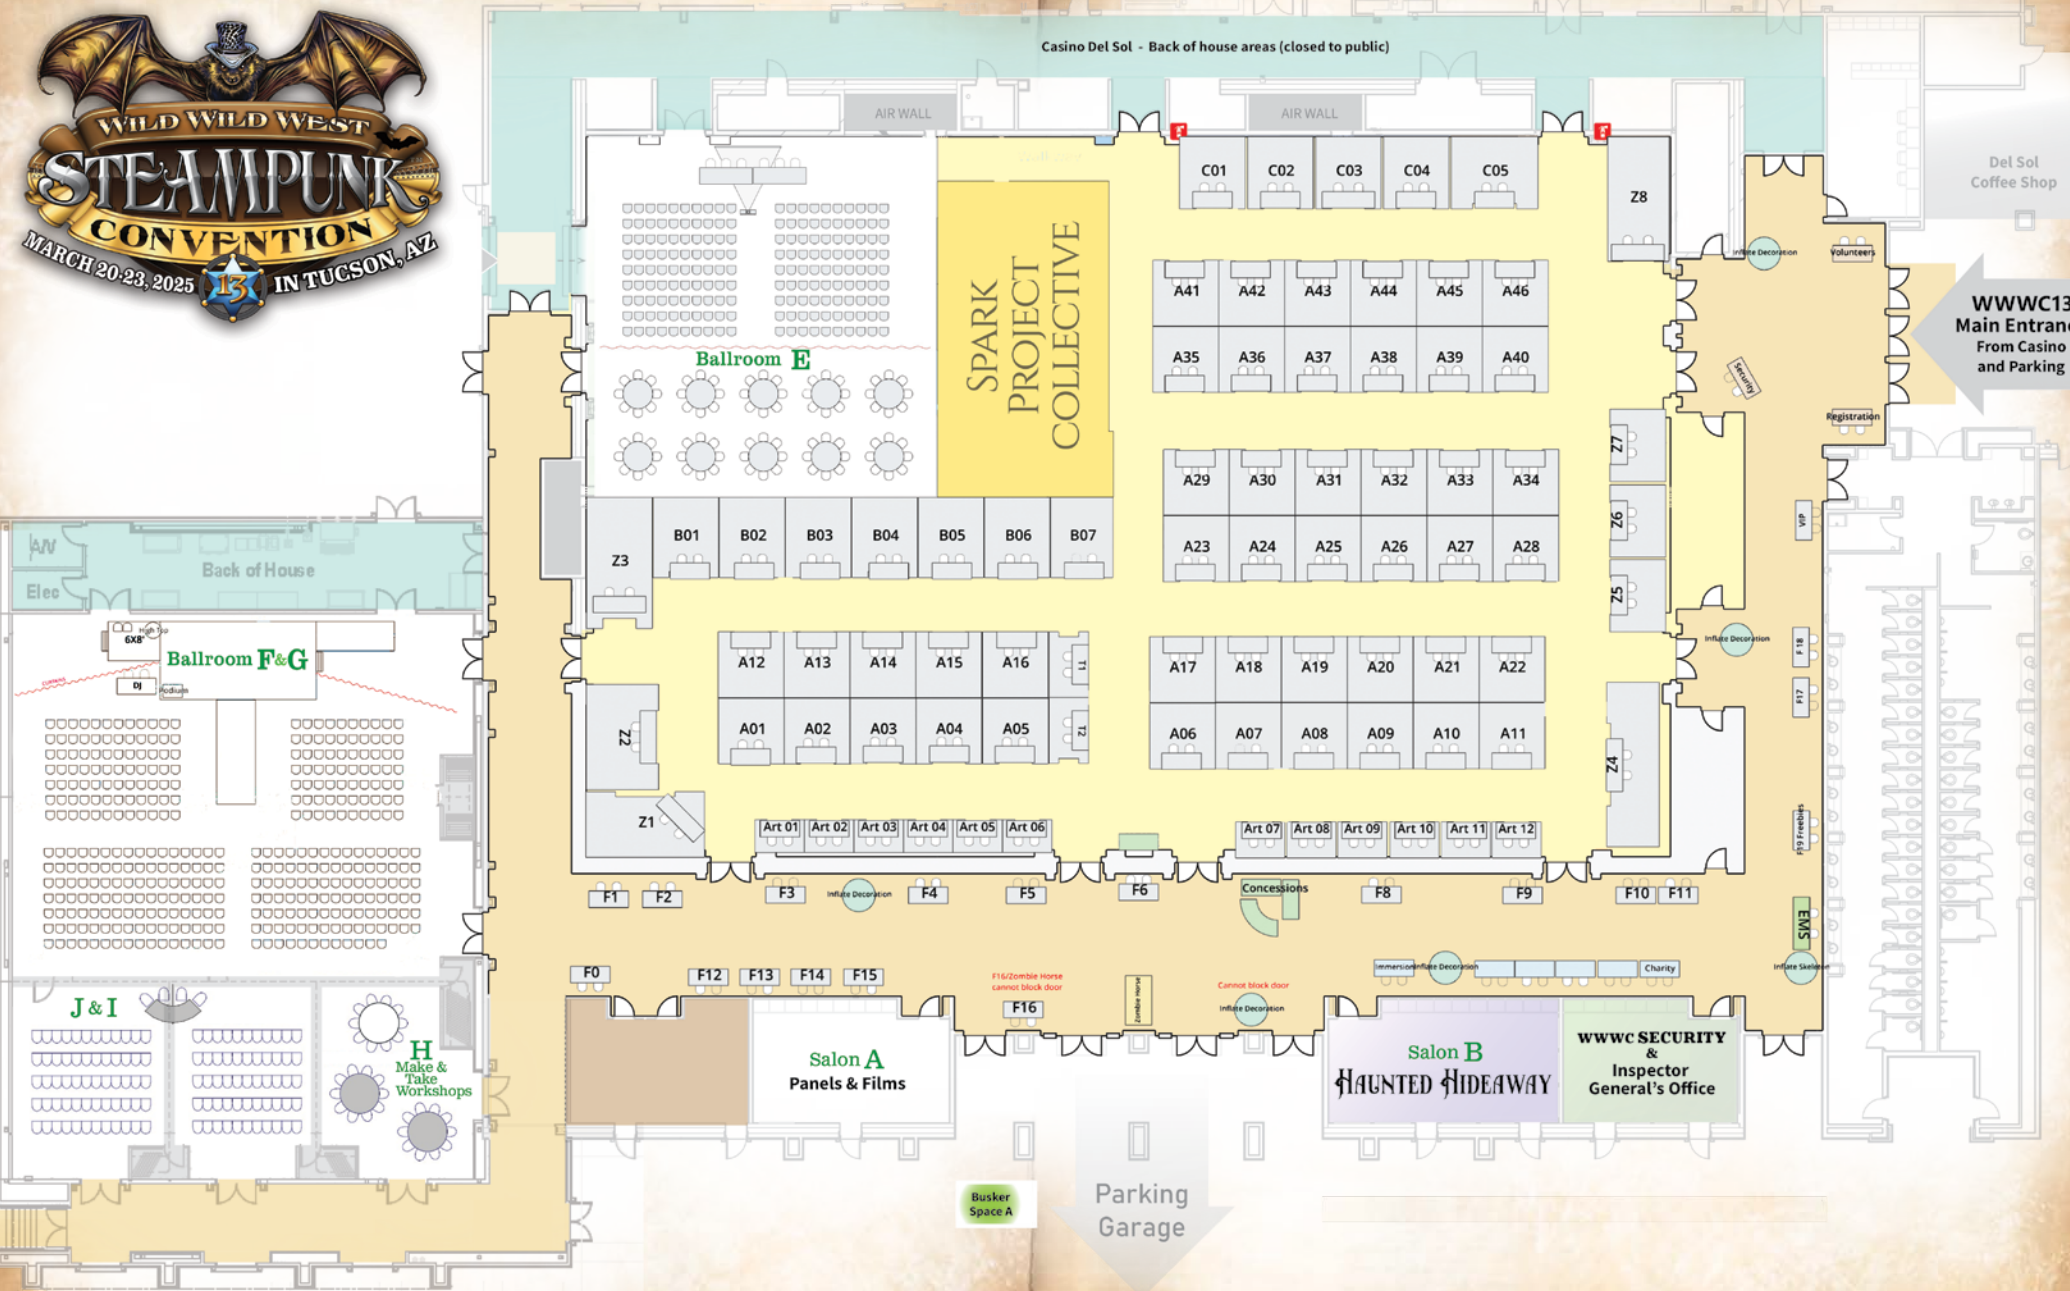 WILD WILD WEST
STEAMPUNK
CONVENTION
MARCH 20-23, 2025
13
IN TUCSON, AZ
Casino Del Sol - Back of house areas (closed to public)
AIR WALL
AIR WALL
Del Sol
Coffee Shop
C01
C02
C03
C04
C05
Z8
Inflate Decoration
Volunteers
WWWC13
Main Entranc
From Casino
and Parking
Security
Registration
SPARK
PROJECT
COLLECTIVE
Ballroom E
A41
A42
A43
A44
A45
A46
A35
A36
A37
A38
A39
A40
Z7
Z6
Z5
VIP
A29
A30
A31
A32
A33
A34
A23
A24
A25
A26
A27
A28
Z3
B01
B02
B03
B04
B05
B06
B07
A/V
Elec
Back of House
6X8'
High Top
Ballroom F&G
CURTAINS
DJ
Podium
A12
A13
A14
A15
A16
T1
A17
A18
A19
A20
A21
A22
Inflate Decoration
F 18
F17
Z2
A01
A02
A03
A04
A05
T2
A06
A07
A08
A09
A10
A11
Z4
Z1
Art 01
Art 02
Art 03
Art 04
Art 05
Art 06
Art 07
Art 08
Art 09
Art 10
Art 11
Art 12
F19 Freebies
F1
F2
F3
Inflate Decoration
F4
F5
F6
Concessions
F8
F9
F10
F11
EMS
F0
F12
F13
F14
F15
F16/Zombie Horse
cannot block door
F16
Zombie Horse
Cannot block door
Inflate Decoration
Immersion
Inflate Decoration
Charity
Inflate Skeleton
J & I
H
Make &
Take
Workshops
Salon A
Panels & Films
Salon B
HAUNTED HIDEAWAY
WWWC SECURITY
&
Inspector
General's Office
Busker
Space A
Parking
Garage